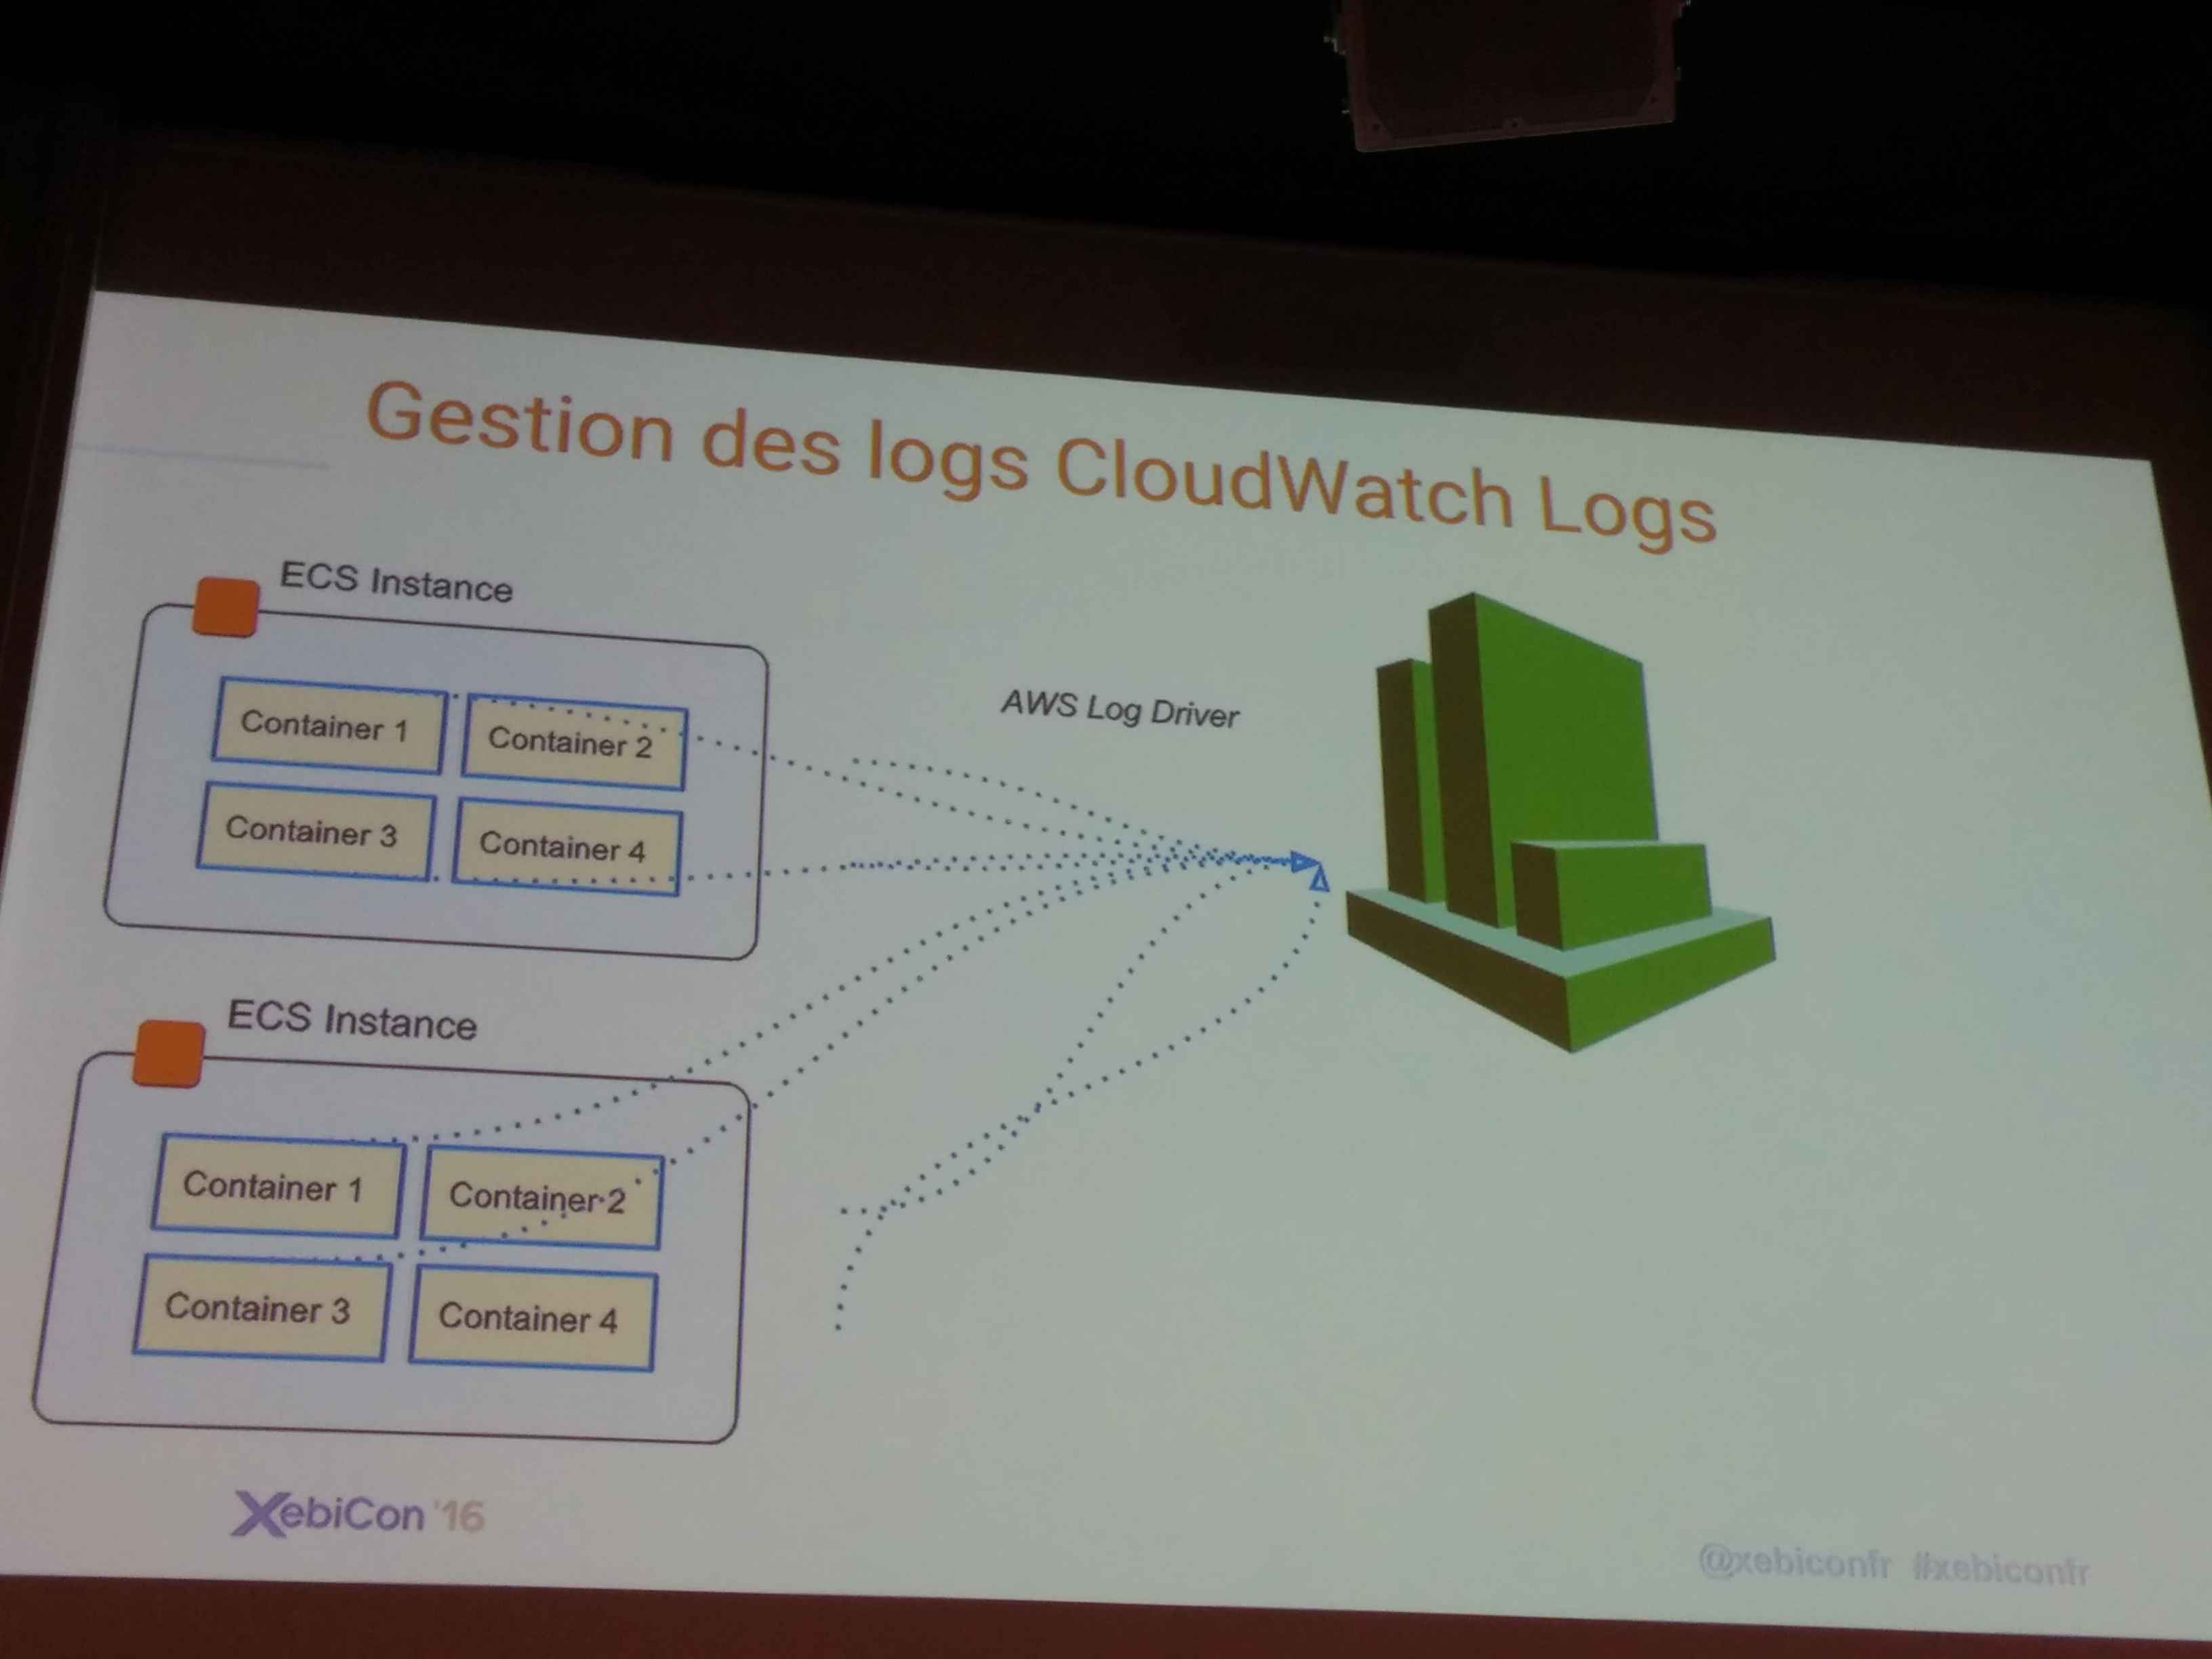 Gestion des logs CloudWatch Logs
ECS Instance
Container 1
Container 2
Container 3
Container 4
AWS Log Driver
ECS Instance
Container 1
Container 2
Container 3
Container 4
XebiCon '16
@xebiconfr #xebiconfr